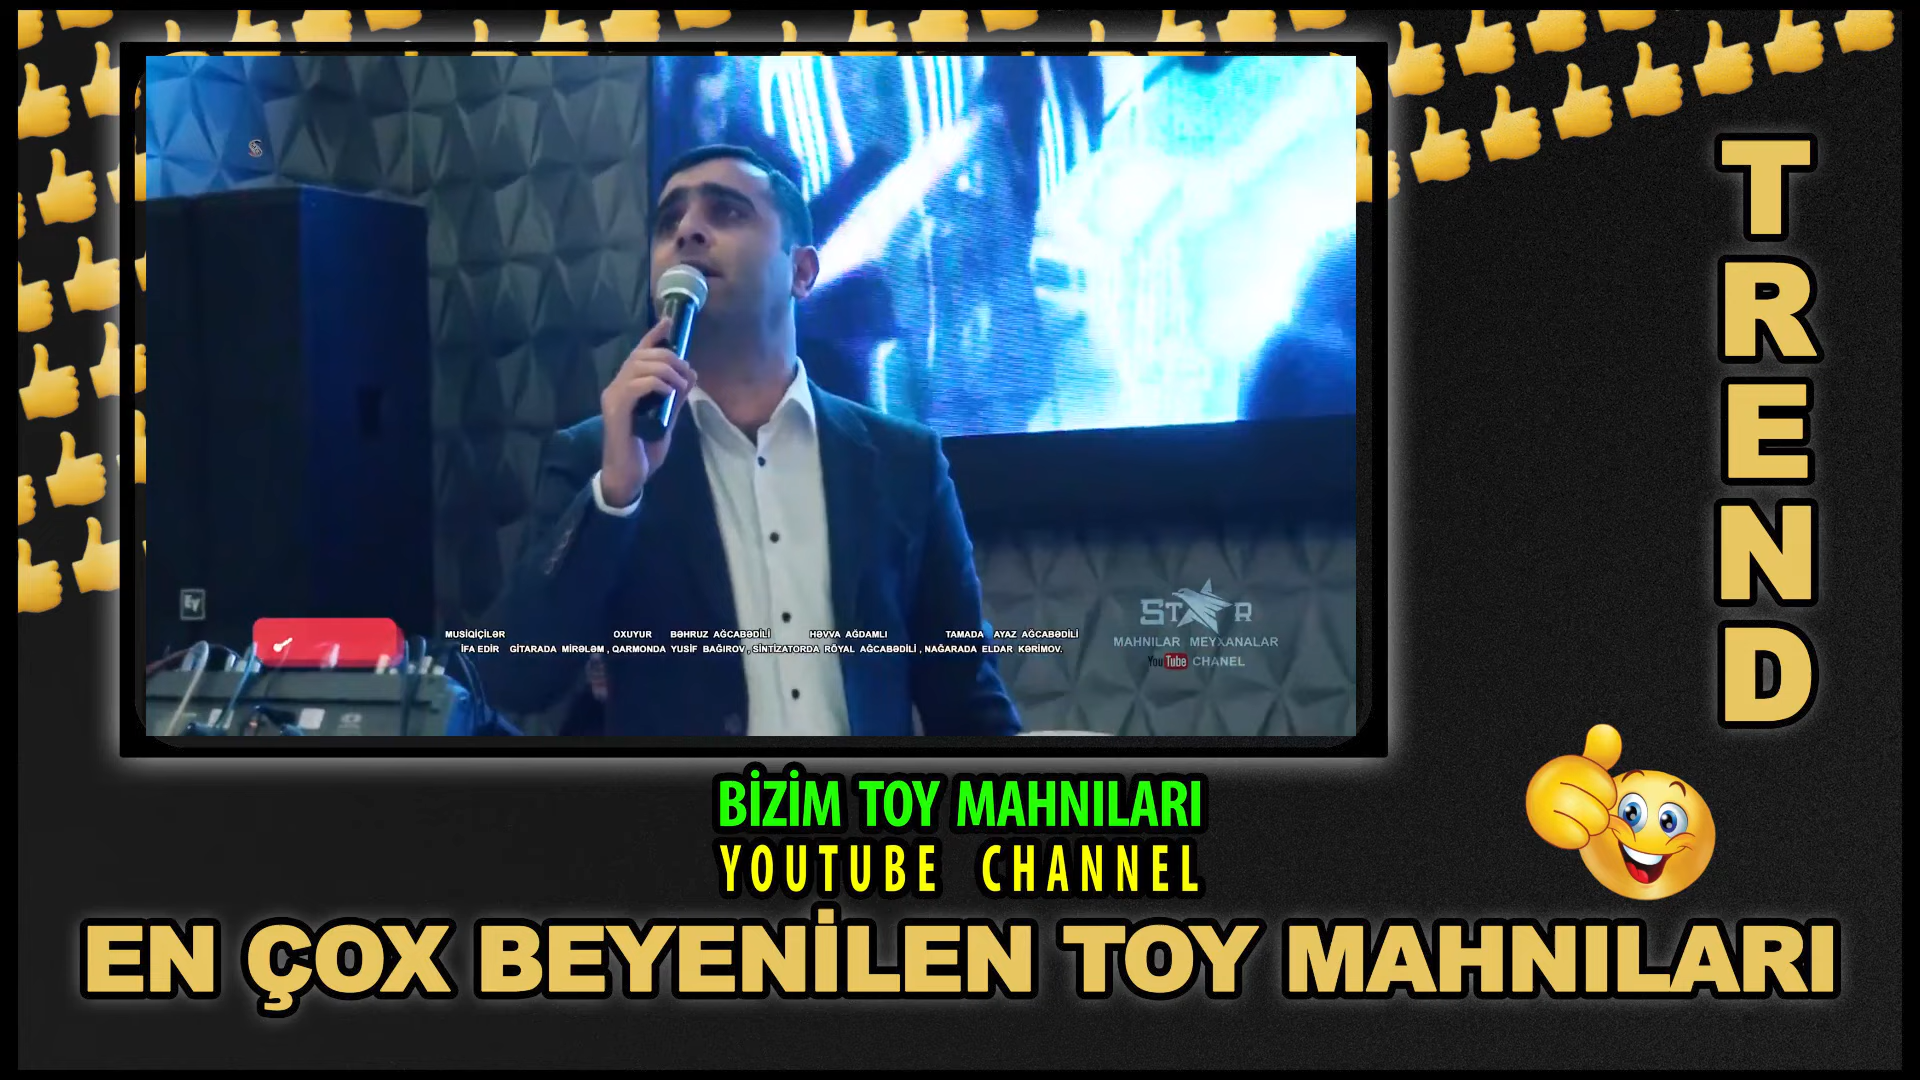 TREND
EV
MUSİQİÇİLƏR OXUYUR BƏHRUZ AĞCABƏDİLİ HƏVVA AĞDAMLI TAMADA AYAZ AĞCABƏDİLİ
İFA EDİR GİTARADA MİRƏLƏM , QARMONDA YUSİF BAĞIROV , SİNTİZATORDA RÖYAL AĞCABƏDİLİ , NAĞARADA ELDAR KƏRİMOV.
STAR
MAHNILAR MEYXANALAR
YouTube CHANEL
BİZİM TOY MAHNILARI
YOUTUBE CHANNEL
EN ÇOX BEYENİLEN TOY MAHNILARI